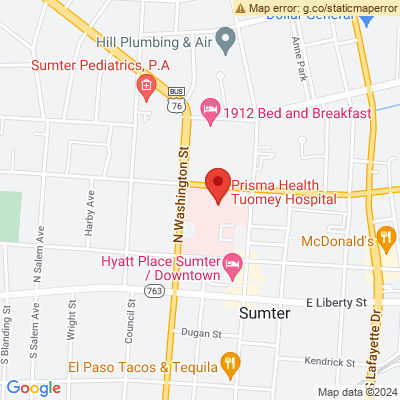 Map error: g.co/staticmaperror
Dollar General
Hill Plumbing & Air
Anne Park
Sumter Pediatrics, P.A
BUS
76
1912 Bed and Breakfast
N Washington St
Prisma Health
Tuomey Hospital
Harby Ave
N Salem Ave
McDonald's
Hyatt Place Sumter
/ Downtown
763
E Liberty St
S Blanding St
S Salem Ave
Wright St
Council St
Sumter
Dugan St
S Lafayette Dr
El Paso Tacos & Tequila
Kendrick St
Google
Map data ©2024